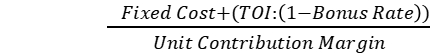 Fixed Cost+(TOI:(1−Bonus Rate))
Unit Contribution Margin